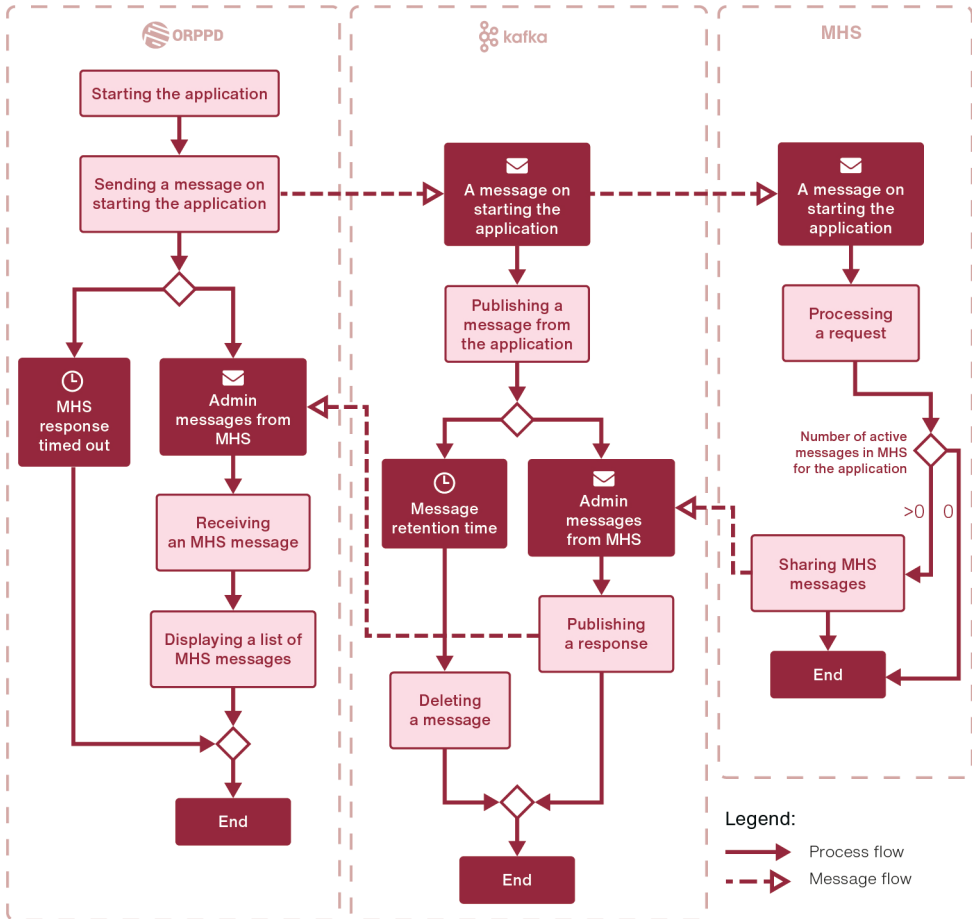 ORPPD
Starting the application
Sending a message on
starting the application
MHS
response
timed out
Admin
messages from
MHS
Receiving
an MHS message
Displaying a list of
MHS messages
End
kafka
A message on
starting the
application
Publishing a
message from
the application
Message
retention time
Admin
messages
from MHS
Publishing
a response
Deleting
a message
End
MHS
A message on
starting the
application
Processing
a request
Number of active
messages in MHS
for the application
>0 0
Sharing MHS
messages
End
Legend:
Process flow
Message flow